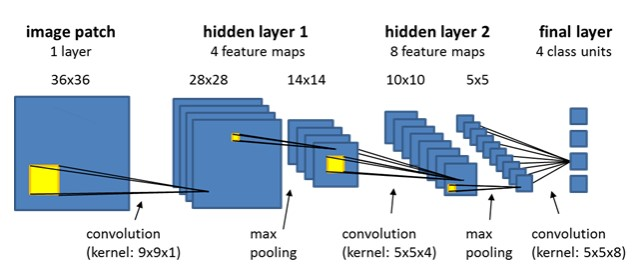 image patch
1 layer
36x36
hidden layer 1
4 feature maps
28x28 14x14
hidden layer 2
8 feature maps
10x10 5x5
final layer
4 class units
convolution
(kernel: 9x9x1)
max
pooling
convolution
(kernel: 5x5x4)
max
pooling
convolution
(kernel: 5x5x8)